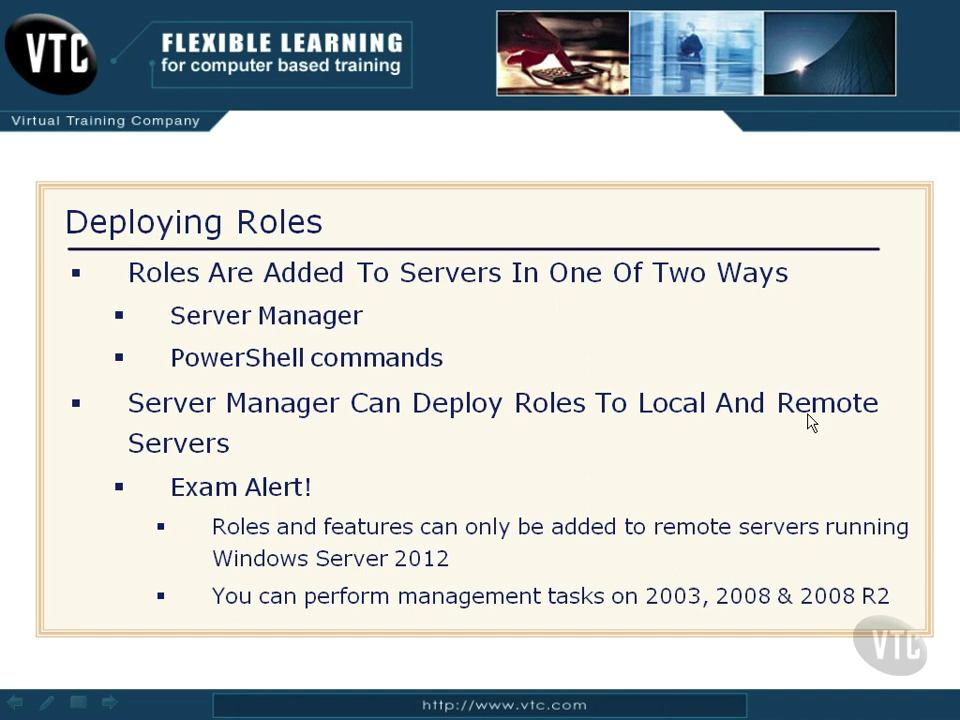 VTC
FLEXIBLE LEARNING
for computer based training
Virtual Training Company
Deploying Roles
Roles Are Added To Servers In One Of Two Ways
Server Manager
PowerShell commands
Server Manager Can Deploy Roles To Local And Remote
Servers
Exam Alert!
Roles and features can only be added to remote servers running
Windows Server 2012
You can perform management tasks on 2003, 2008 & 2008 R2
VTC
http://www.vtc.com